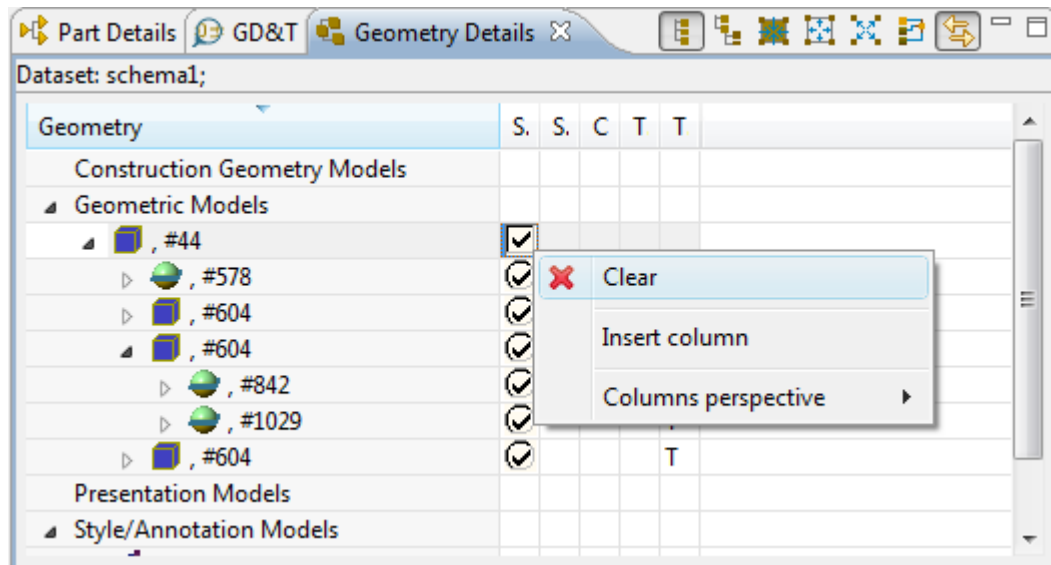 Part Details GD&T Geometry Details
Dataset: schema1;
Geometry S. S. C T T
Construction Geometry Models
Geometric Models
, #44
, #578
Clear
, #604
, #604
Insert column
, #842
Columns perspective
, #1029
, #604 T
Presentation Models
Style/Annotation Models